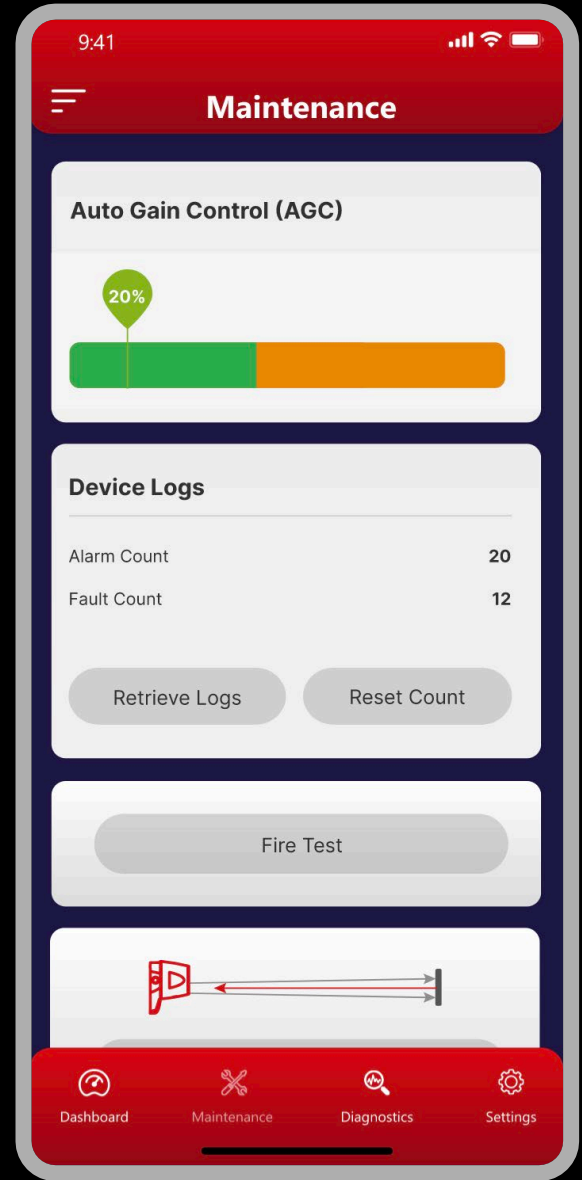 9:41
Maintenance
Auto Gain Control (AGC)
20%
Device Logs
Alarm Count 20
Fault Count 12
Retrieve Logs Reset Count
Fire Test
Dashboard Maintenance Diagnostics Settings